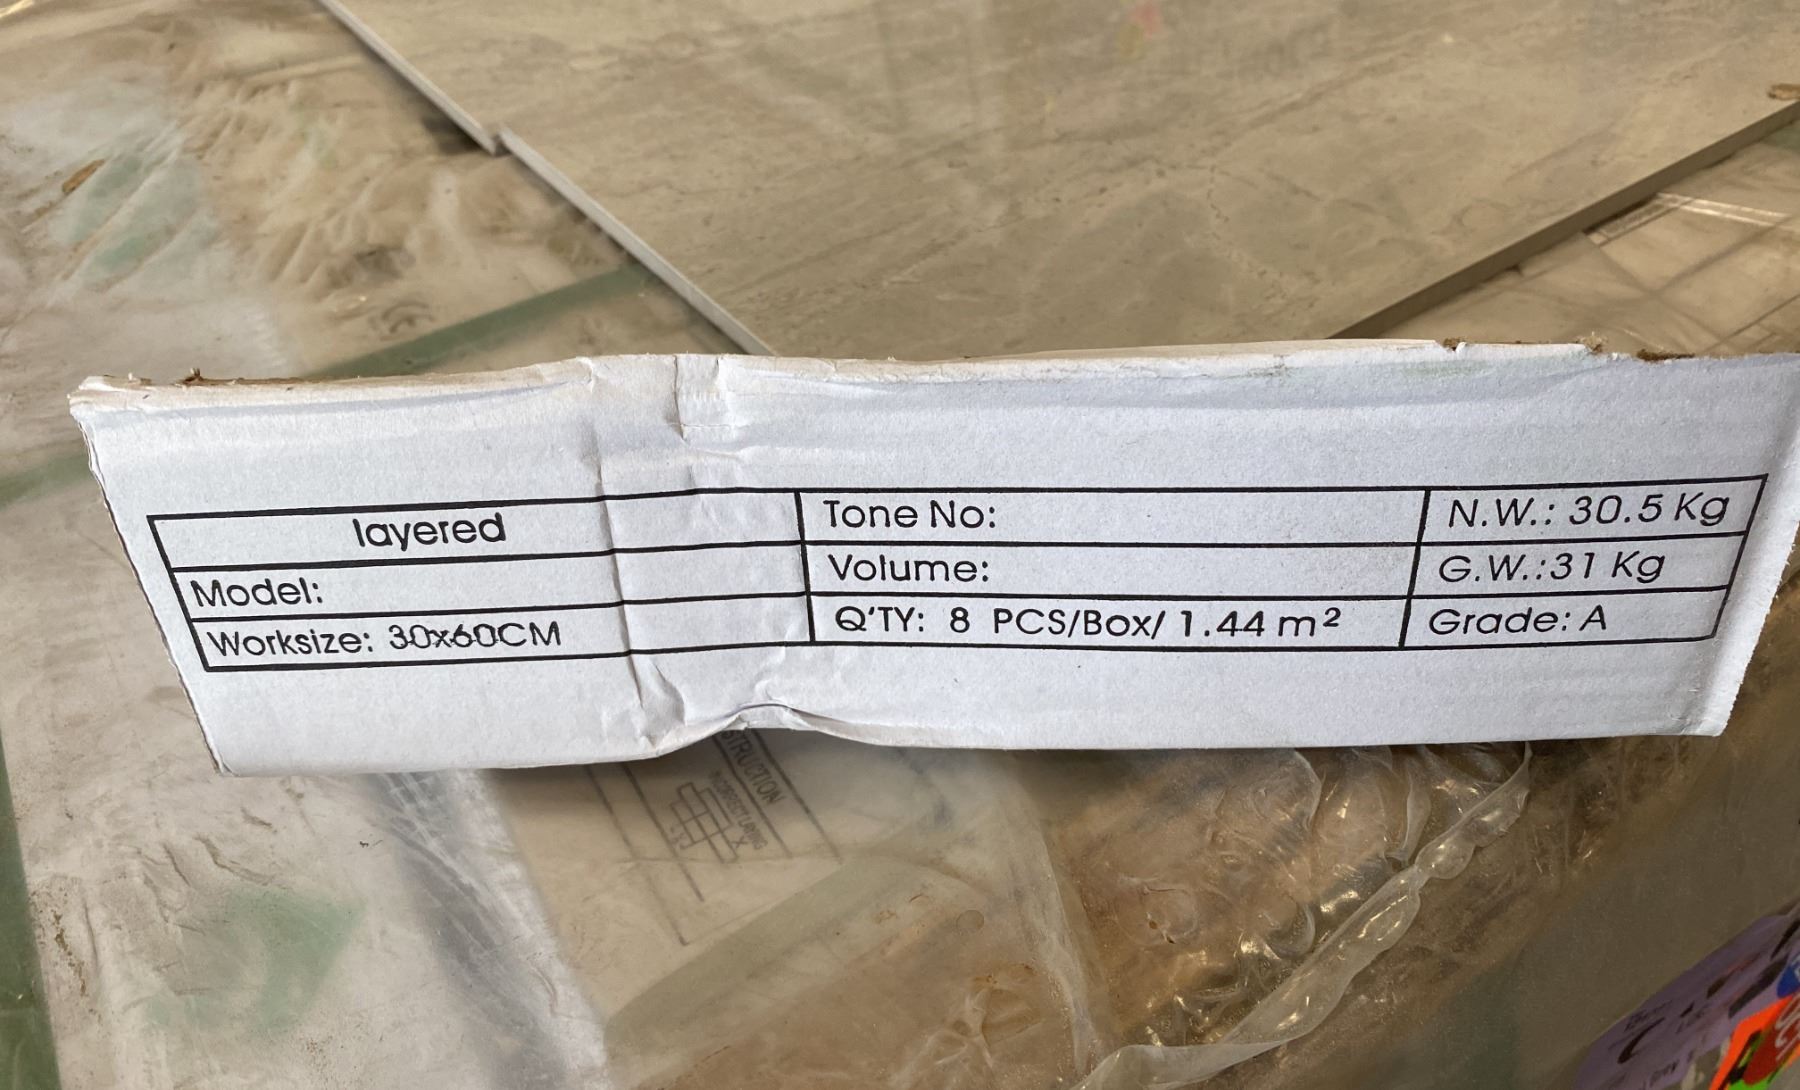 layered
Model:
Worksize: 30x60CM
Tone No:
Volume:
Q'TY: 8 PCS/Box/ 1.44 m²
N.W.: 30.5 Kg
G.W.:31 Kg
Grade: A
STRUCTION